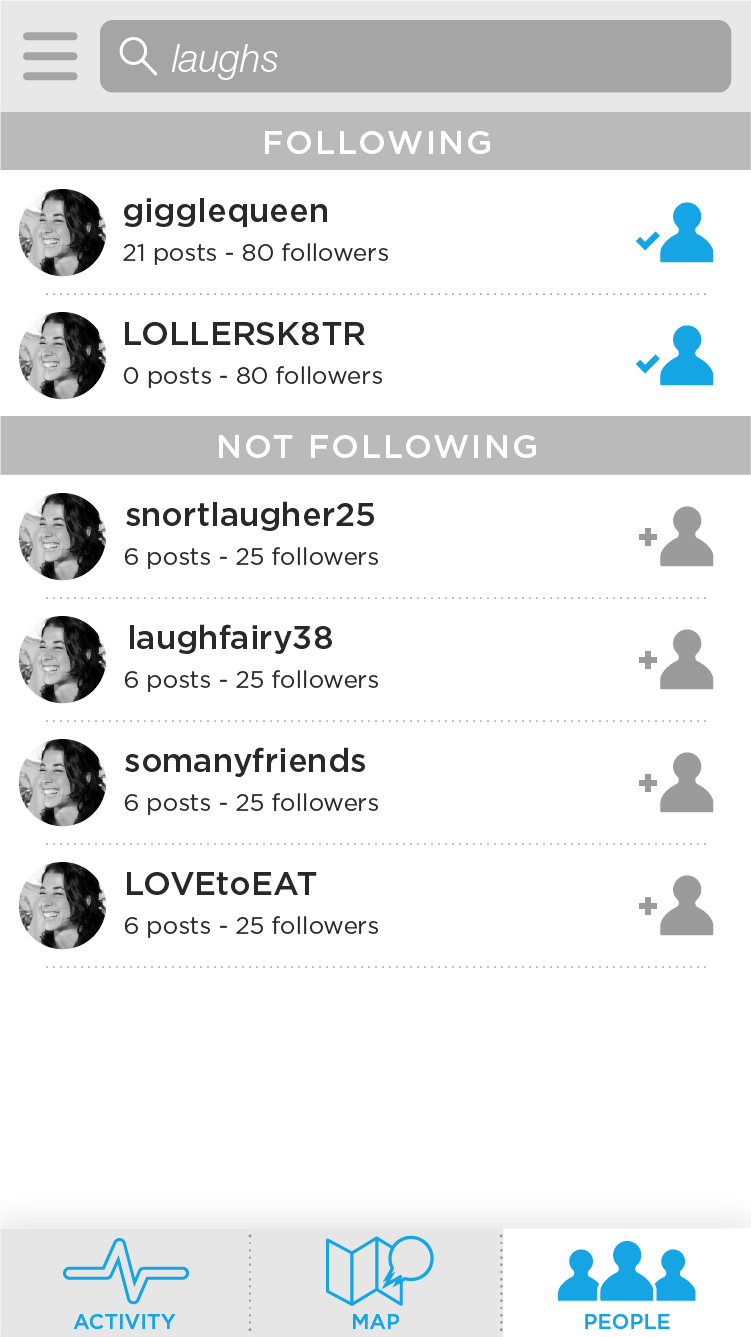 laughs
FOLLOWING
gigglequeen
21 posts - 80 followers
LOLLERSK8TR
0 posts - 80 followers
NOT FOLLOWING
snortlaugher25
6 posts - 25 followers
laughfairy38
6 posts - 25 followers
somanyfriends
6 posts - 25 followers
LOVEtoEAT
6 posts - 25 followers
ACTIVITY
MAP
PEOPLE